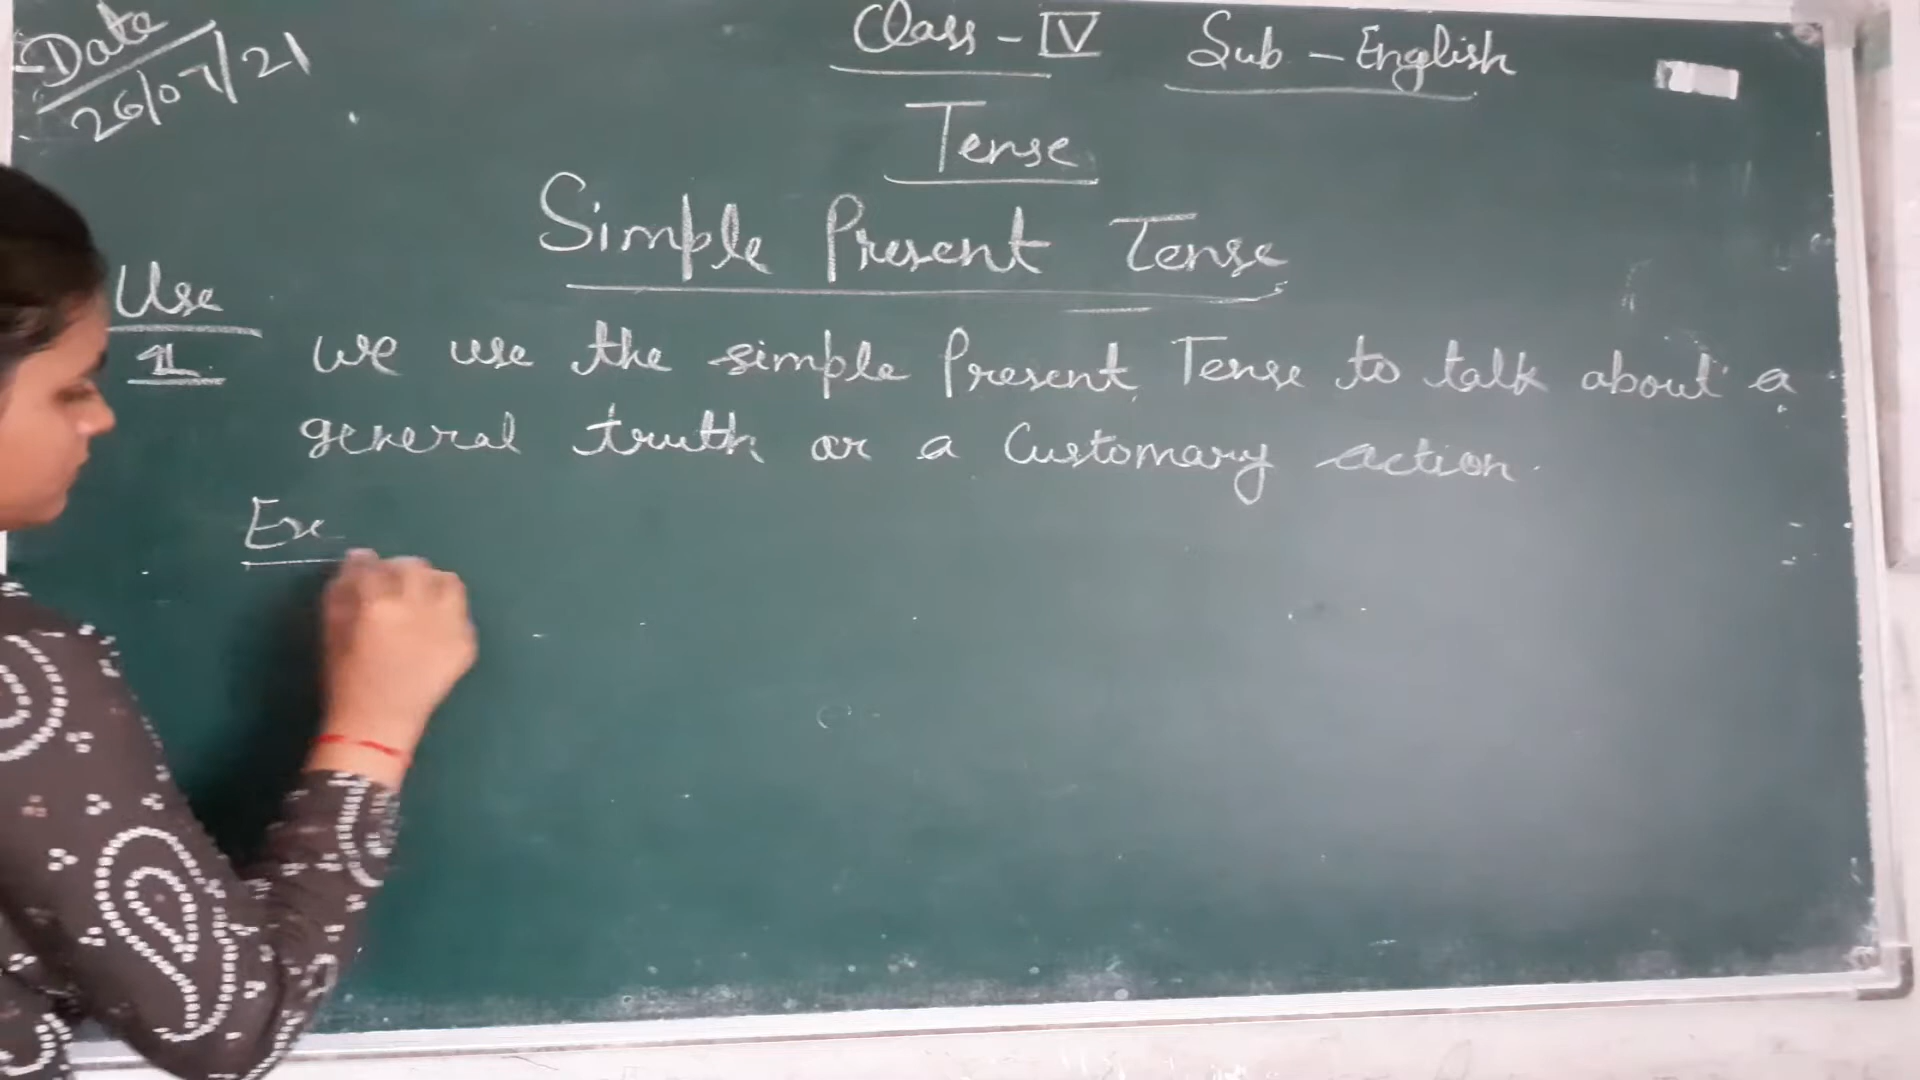 Date
26/07/21
Class - IV Sub - English
Tense
Simple Present Tense
Use
1 we use the simple Present Tense to talk about a
general truth or a Customary action.
Ex